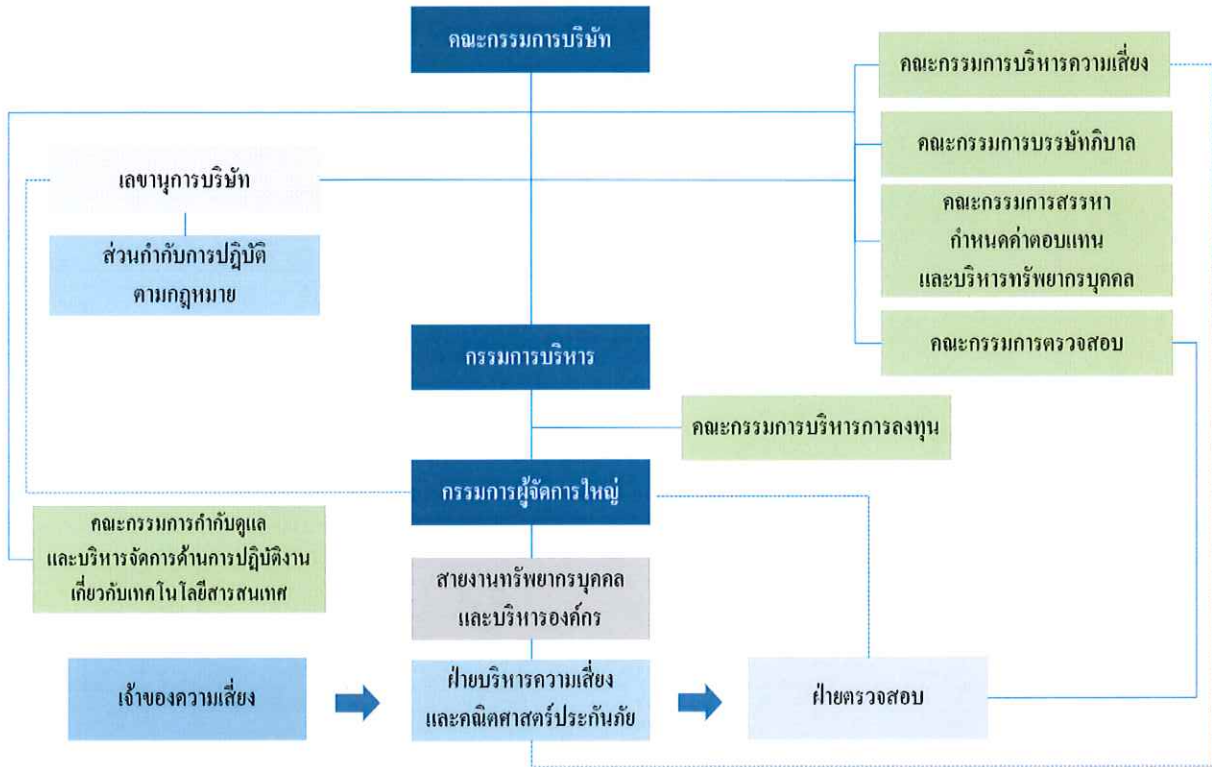 คณะกรรมการบริษัท
คณะกรรมการบริหารความเสี่ยง
คณะกรรมการบรรษัทภิบาล
เลขานุการบริษัท
คณะกรรมการสรรหา
กำหนดค่าตอบแทน
และบริหารทรัพยากรบุคคล
ส่วนกำกับการปฏิบัติ
ตามกฎหมาย
คณะกรรมการตรวจสอบ
กรรมการบริหาร
คณะกรรมการบริหารการลงทุน
กรรมการผู้จัดการใหญ่
คณะกรรมการกำกับดูแล
และบริหารจัดการด้านการปฏิบัติงาน
เกี่ยวกับเทคโนโลยีสารสนเทศ
สายงานทรัพยากรบุคคล
และบริหารองค์กร
เจ้าของความเสี่ยง
ฝ่ายบริหารความเสี่ยง
และคณิตศาสตร์ประกันภัย
ฝ่ายตรวจสอบ